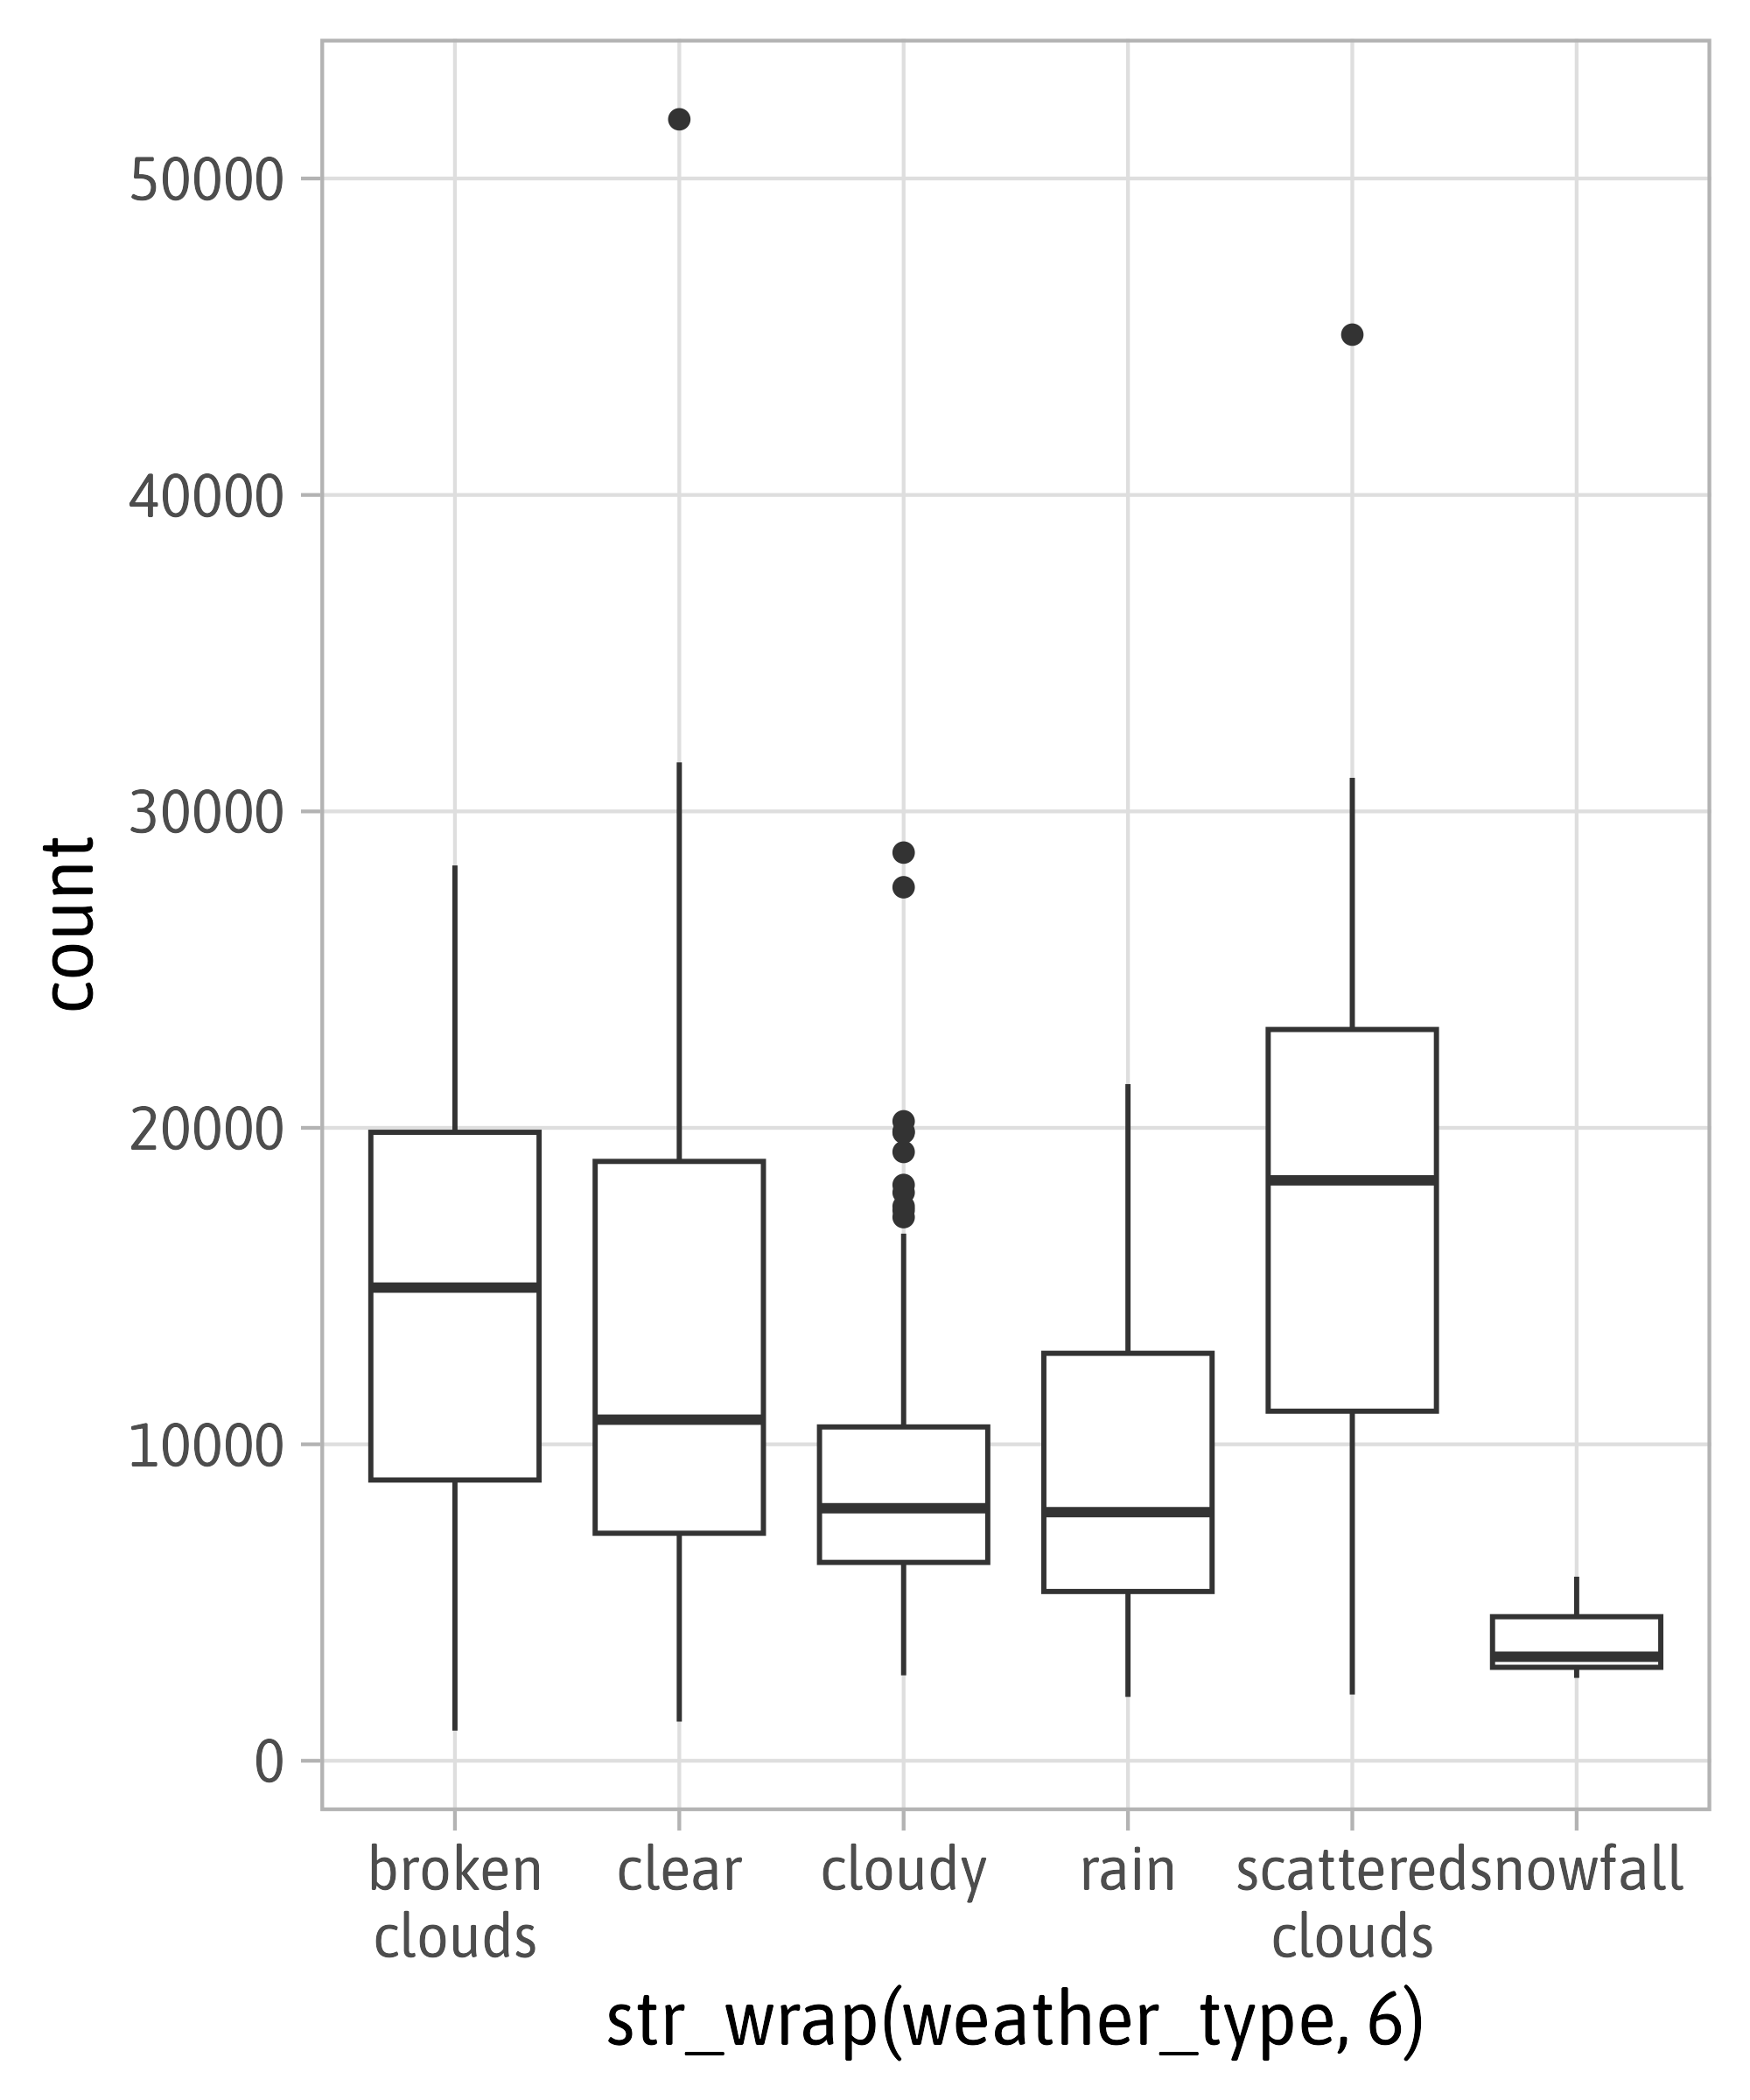 count
50000
40000
30000
20000
10000
0
broken clear cloudy rain scattered snowfall
clouds clouds
str_wrap(weather_type, 6)